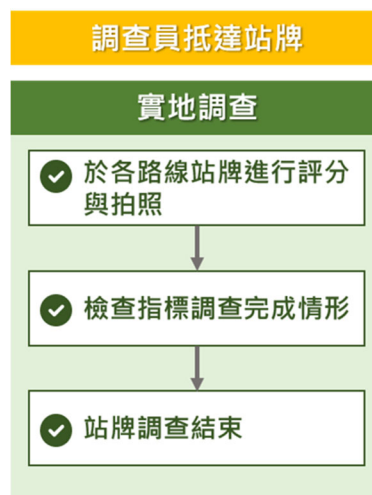 調查員抵達站牌
實地調查
於各路線站牌進行評分
與拍照
檢查指標調查完成情形
站牌調查結束